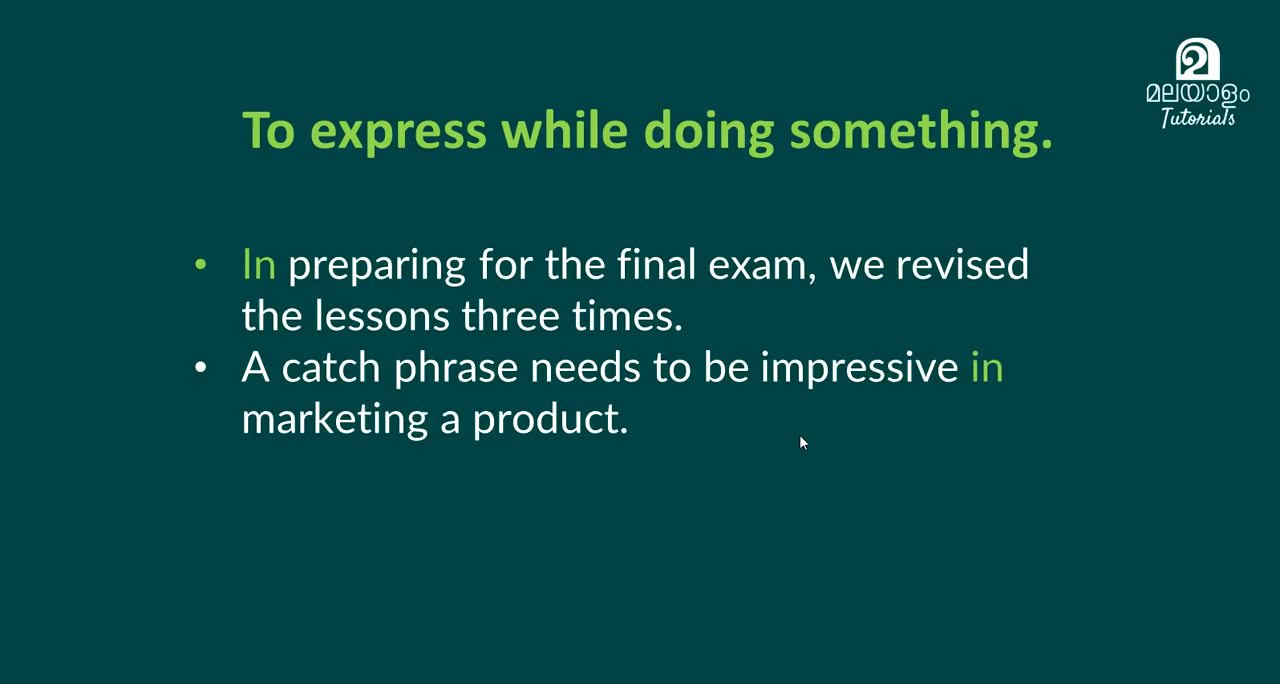 മലയാളം
Tutorials
To express while doing something.
• In preparing for the final exam, we revised
the lessons three times.
• A catch phrase needs to be impressive in
marketing a product.